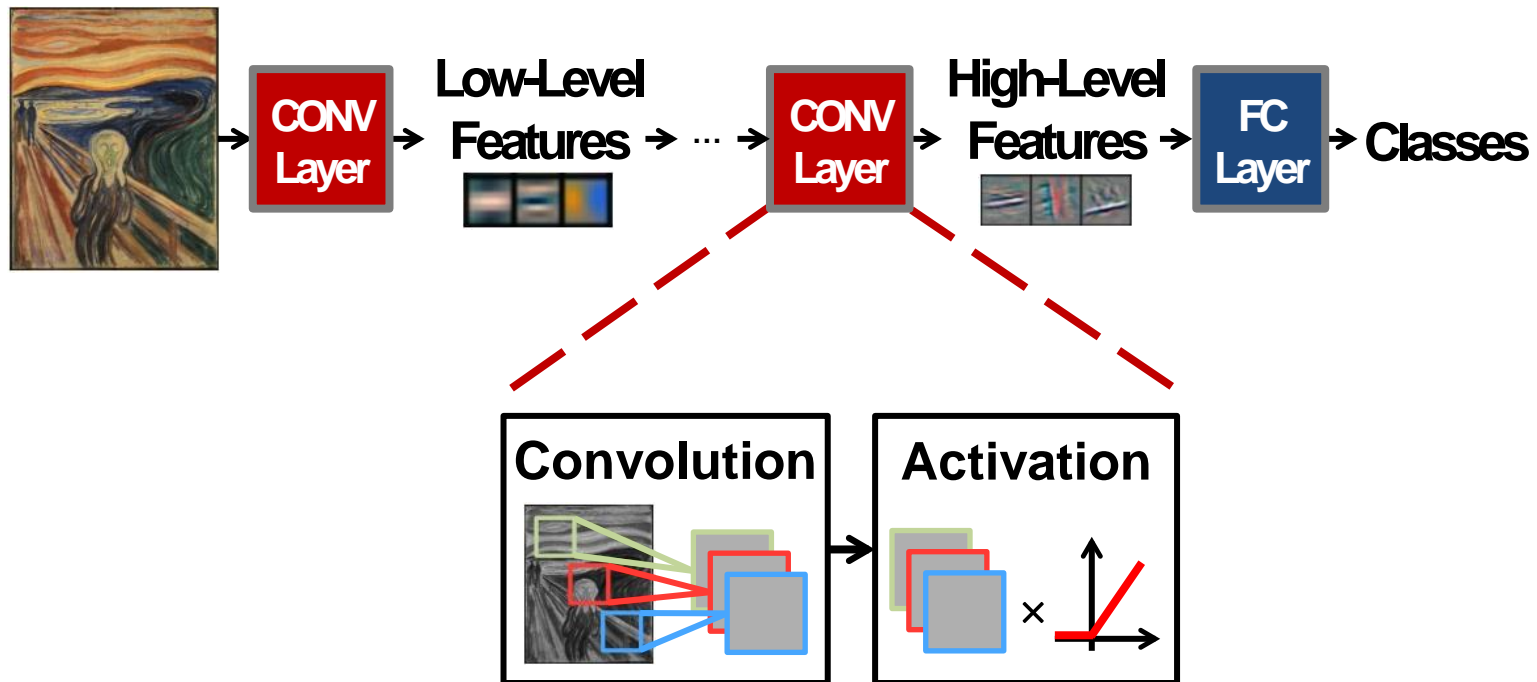 CONV
Layer
Low-Level
Features
...
CONV
Layer
High-Level
Features
FC
Layer
Classes
Convolution
Activation
×